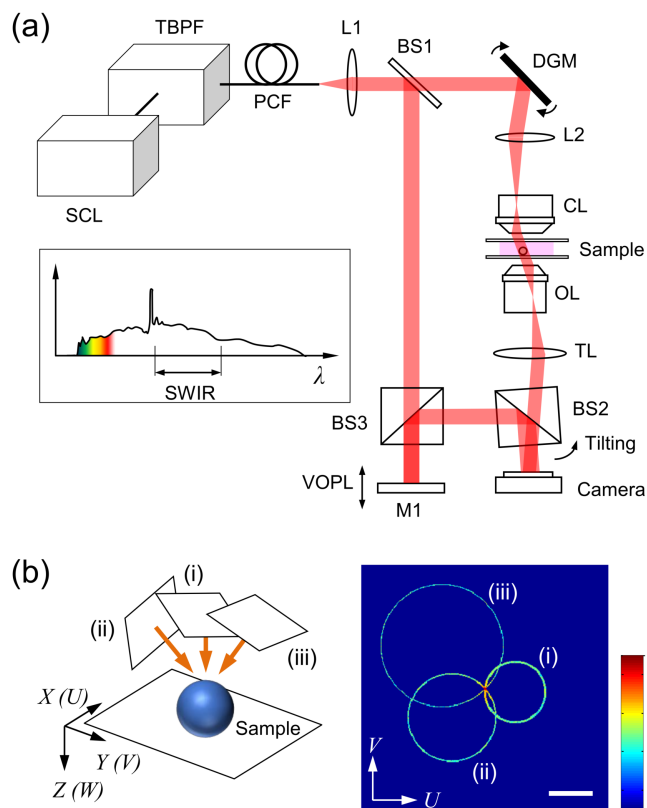 (a)
TBPF
PCF
L1
BS1
DGM
L2
SCL
CL
Sample
OL
TL
λ
SWIR
BS3
BS2
Tilting
VOPL
M1
Camera
(b)
(i)
(ii)
(iii)
X (U)
Sample
Y (V)
Z (W)
(iii)
(i)
(ii)
V
U